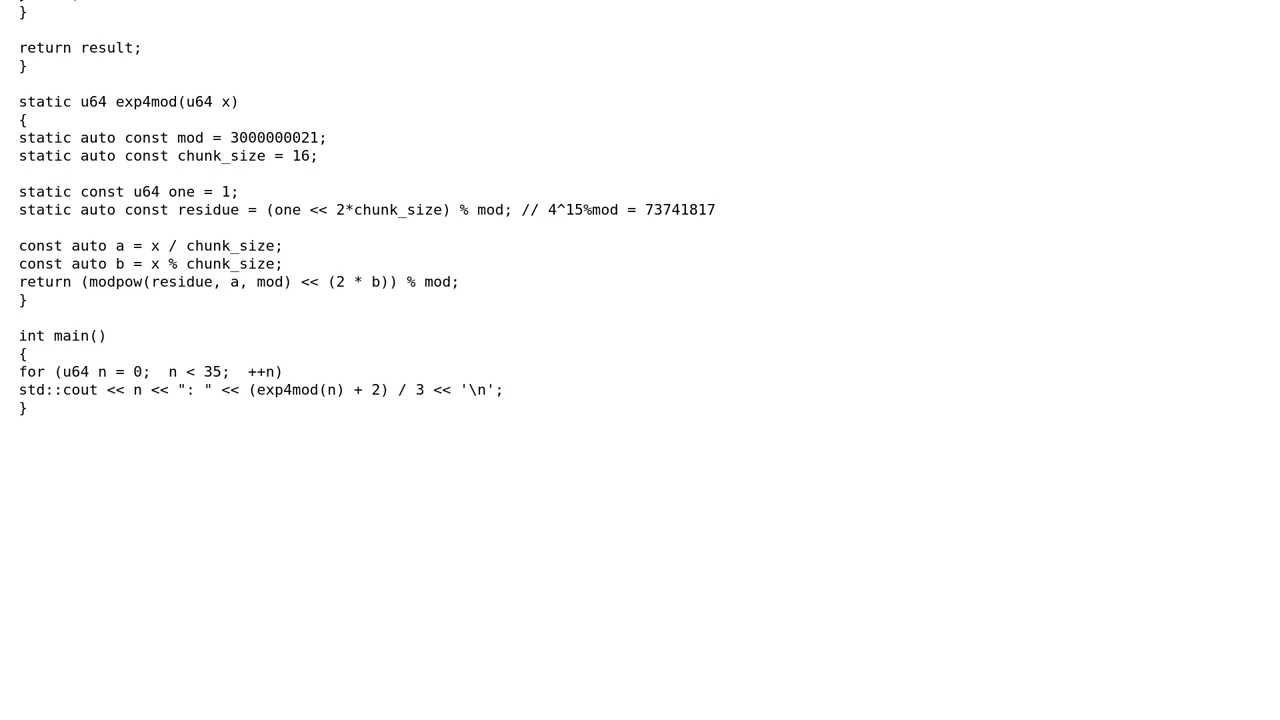 }
return result;
}
static u64 exp4mod(u64 x)
{
static auto const mod = 3000000021;
static auto const chunk_size = 16;
static const u64 one = 1;
static auto const residue = (one << 2*chunk_size) % mod; // 4^15%mod = 73741817
const auto a = x / chunk_size;
const auto b = x % chunk_size;
return (modpow(residue, a, mod) << (2 * b)) % mod;
}
int main()
{
for (u64 n = 0;  n < 35;  ++n)
std::cout << n << ": " << (exp4mod(n) + 2) / 3 << '\n';
}